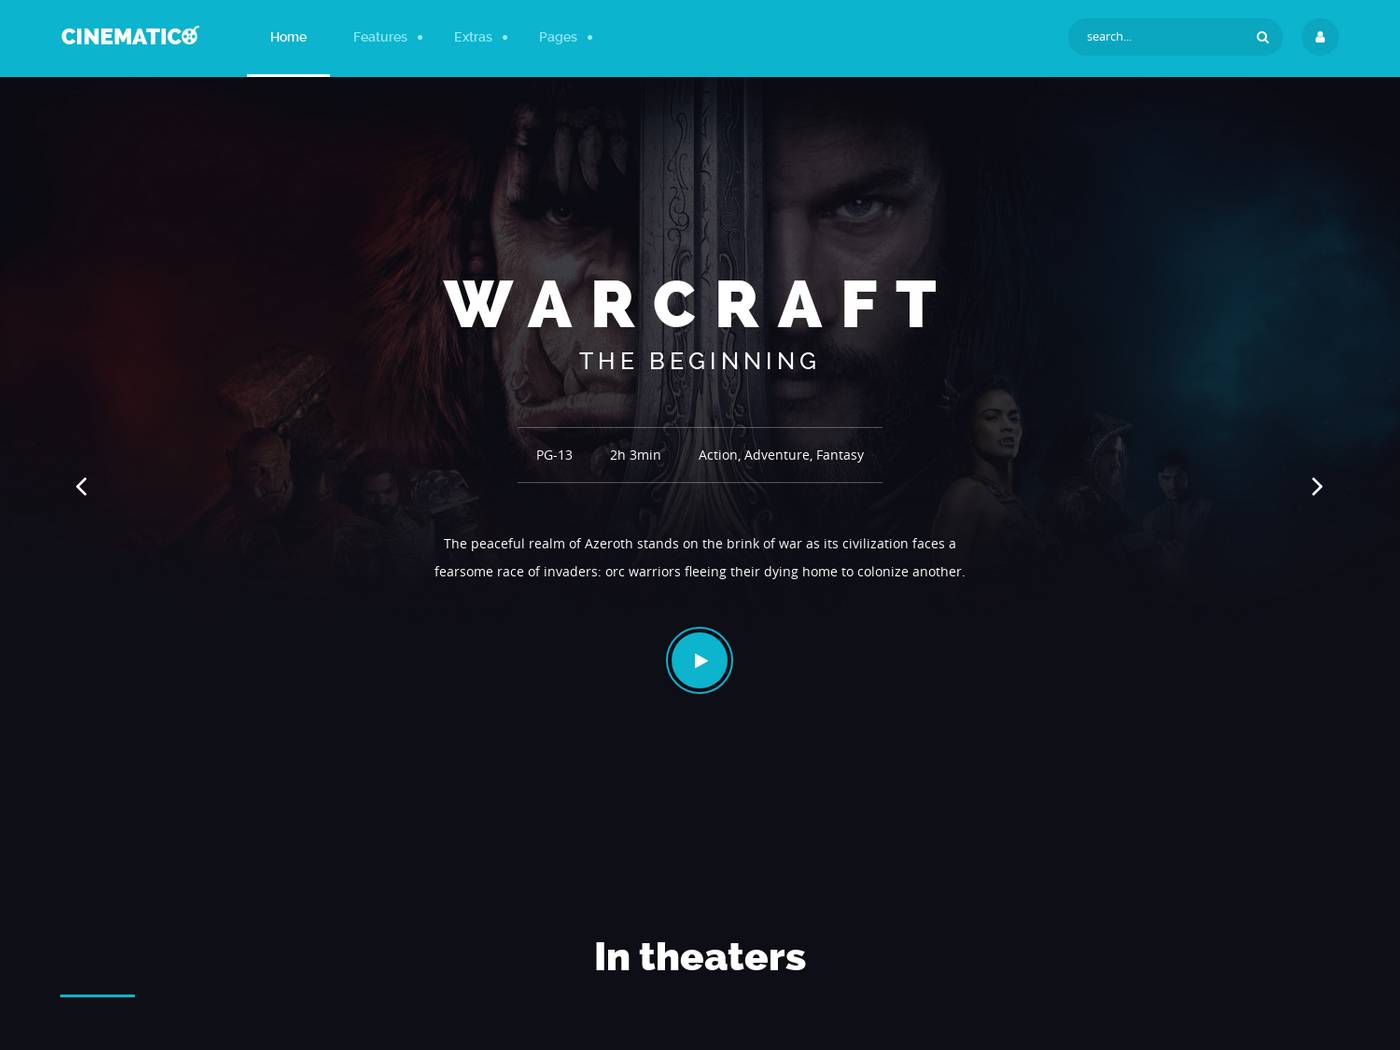 CINEMATICO
Home
Features
Extras
Pages
search...
WARCRAFT
THE BEGINNING
PG-13
2h 3min
Action, Adventure, Fantasy
The peaceful realm of Azeroth stands on the brink of war as its civilization faces a
fearsome race of invaders: orc warriors fleeing their dying home to colonize another.
In theaters